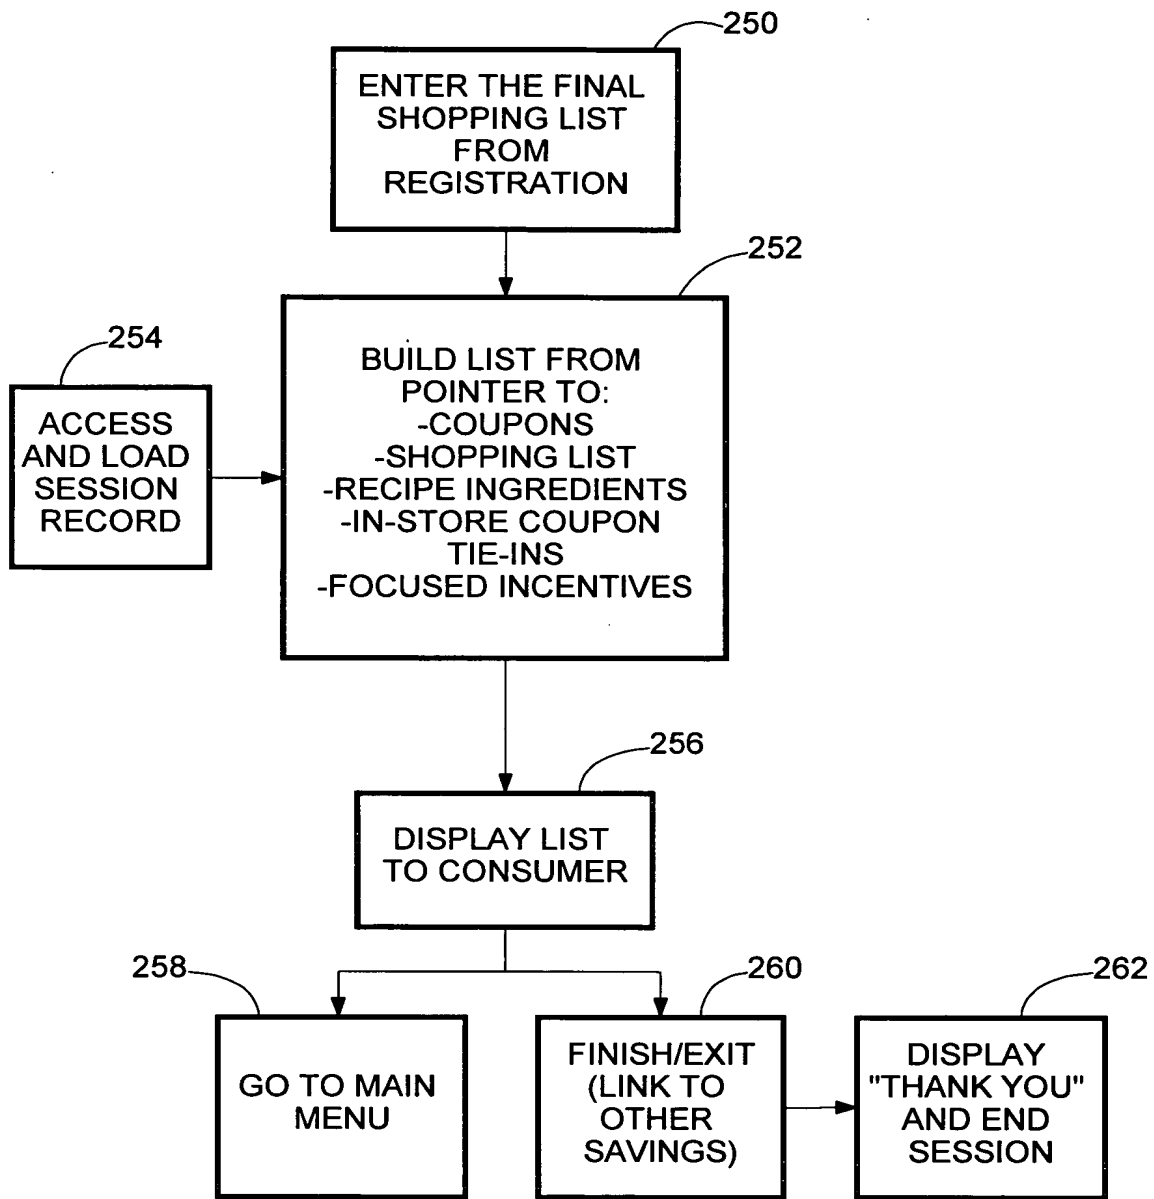 250
ENTER THE FINAL
SHOPPING LIST
FROM
REGISTRATION
252
254
BUILD LIST FROM
POINTER TO:
-COUPONS
-SHOPPING LIST
-RECIPE INGREDIENTS
-IN-STORE COUPON
TIE-INS
-FOCUSED INCENTIVES
ACCESS
AND LOAD
SESSION
RECORD
256
DISPLAY LIST
TO CONSUMER
258
GO TO MAIN
MENU
260
FINISH/EXIT
(LINK TO
OTHER
SAVINGS)
262
DISPLAY
"THANK YOU"
AND END
SESSION